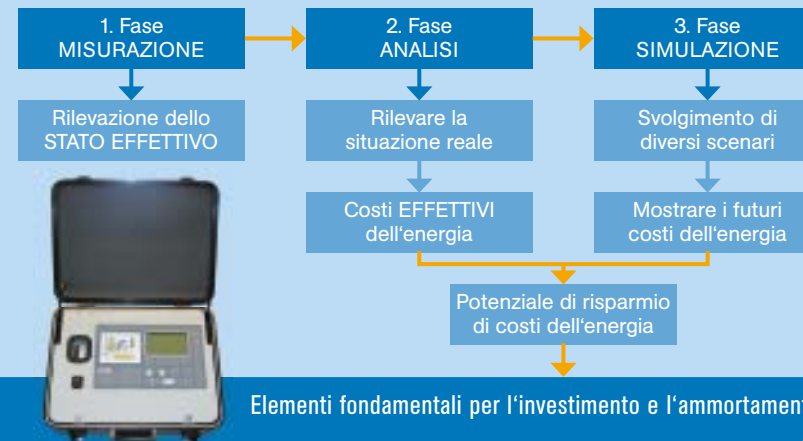 1. Fase
MISURAZIONE
2. Fase
ANALISI
3. Fase
SIMULAZIONE
Rilevazione dello
STATO EFFETTIVO
Rilevare la
situazione reale
Svolgimento di
diversi scenari
Costi EFFETTIVI
dell‘energia
Mostrare i futuri
costi dell‘energia
Potenziale di risparmio
di costi dell‘energia
Elementi fondamentali per l‘investimento e l‘ammortament